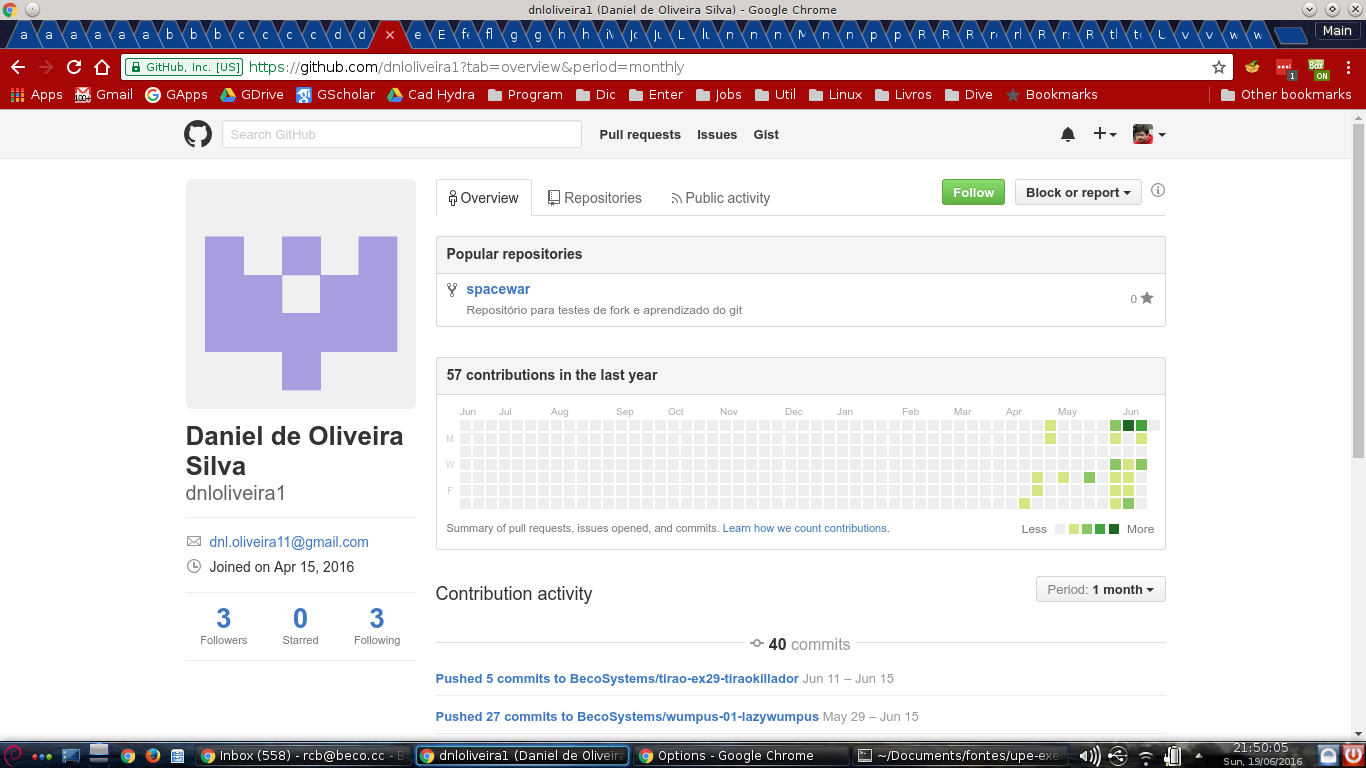 dnloliveira1 (Daniel de Oliveira Silva) - Google Chrome
a a a a a a b b b c c c c d d e E f fl g g h h J J L n n M n n p p R R R r R t U v v w w Main
GitHub, Inc. [US] https://github.com/dnloliveira1?tab=overview&period=monthly
1 BOX ON
Apps Gmail GApps GDrive GScholar Cad Hydra Program Dic Enter Jobs Util Linux Livros Dive Bookmarks Other bookmarks
Search GitHub Pull requests Issues Gist
Overview Repositories Public activity Follow Block or report
Popular repositories
spacewar
Repositório para testes de fork e aprendizado do git
0
57 contributions in the last year
Jun Jul Aug Sep Oct Nov Dec Jan Feb Mar Apr May Jun
M
W
F
Summary of pull requests, issues opened, and commits. Learn how we count contributions. Less More
Daniel de Oliveira
Silva
dnloliveira1
dnl.oliveira11@gmail.com
Joined on Apr 15, 2016
3 0 3
Followers Starred Following
Contribution activity Period: 1 month
40 commits
Pushed 5 commits to BecoSystems/tirao-ex29-tiraokillador Jun 11 – Jun 15
Pushed 27 commits to BecoSystems/wumpus-01-lazywumpus May 29 – Jun 15
Inbox (558) - rcb@beco.cc - B dnloliveira1 (Daniel de Oliveira Options - Google Chrome ~/Documents/fontes/upe-exe
21:50:05
Sun, 19/06/2016